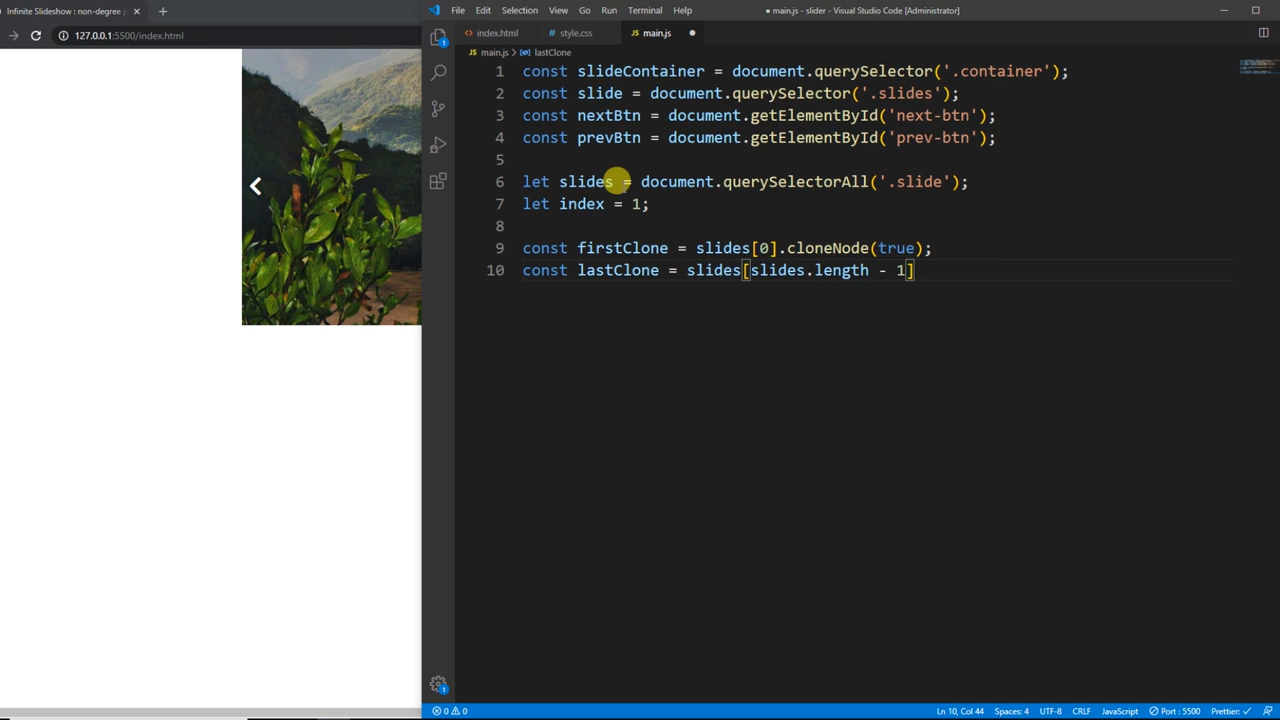 Infinite Slideshow : non-degree
127.0.0.1:5500/index.html
File Edit Selection View Go Run Terminal Help
● main.js - slider - Visual Studio Code [Administrator]
index.html
# style.css
JS main.js ●
JS main.js > lastClone
1 const slideContainer = document.querySelector('.container');
2 const slide = document.querySelector('.slides');
3 const nextBtn = document.getElementById('next-btn');
4 const prevBtn = document.getElementById('prev-btn');
5
6 let slides = document.querySelectorAll('.slide');
7 let index = 1;
8
9 const firstClone = slides[0].cloneNode(true);
10 const lastClone = slides[slides.length - 1]
1
1
0 0
Ln 10, Col 44 Spaces: 4 UTF-8 CRLF JavaScript Port : 5500 Prettier: ✓